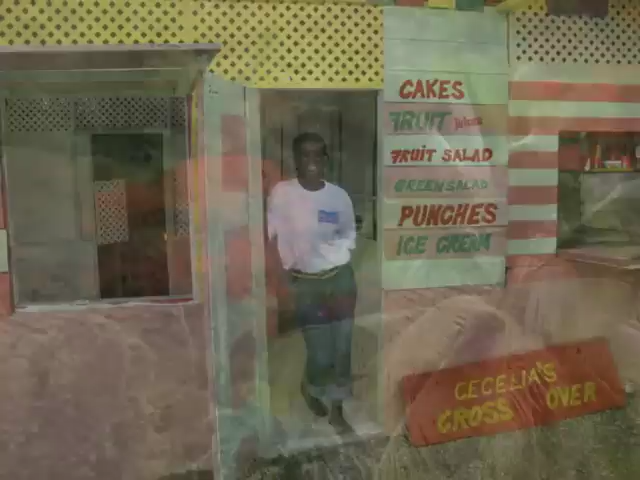 CAKES
FRUIT
FRUIT SALAD
GREEN SALAD
PUNCHES
ICE CREAM
CECELIA'S
CROSS OVER